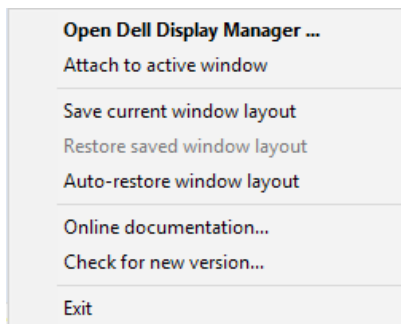 Open Dell Display Manager ...
Attach to active window
Save current window layout
Restore saved window layout
Auto-restore window layout
Online documentation...
Check for new version...
Exit